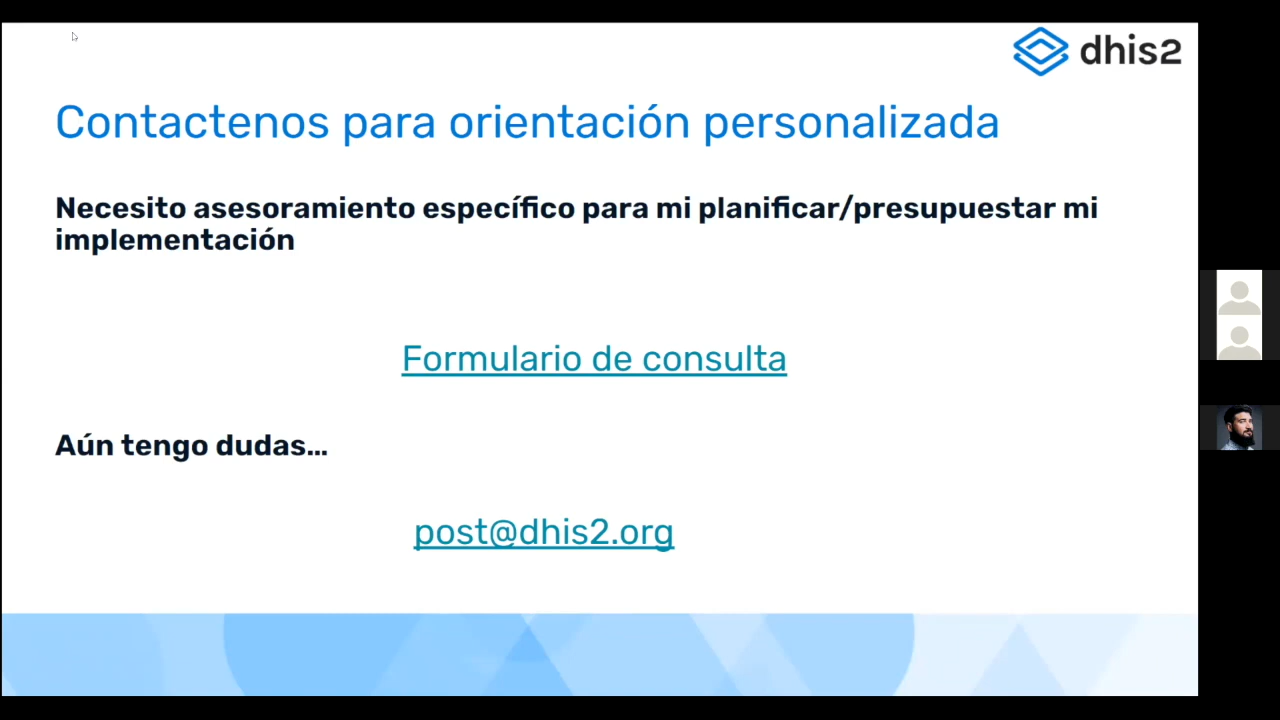 dhis2
Contactenos para orientación personalizada
Necesito asesoramiento específico para mi planificar/presupuestar mi
implementación
Formulario de consulta
Aún tengo dudas...
post@dhis2.org